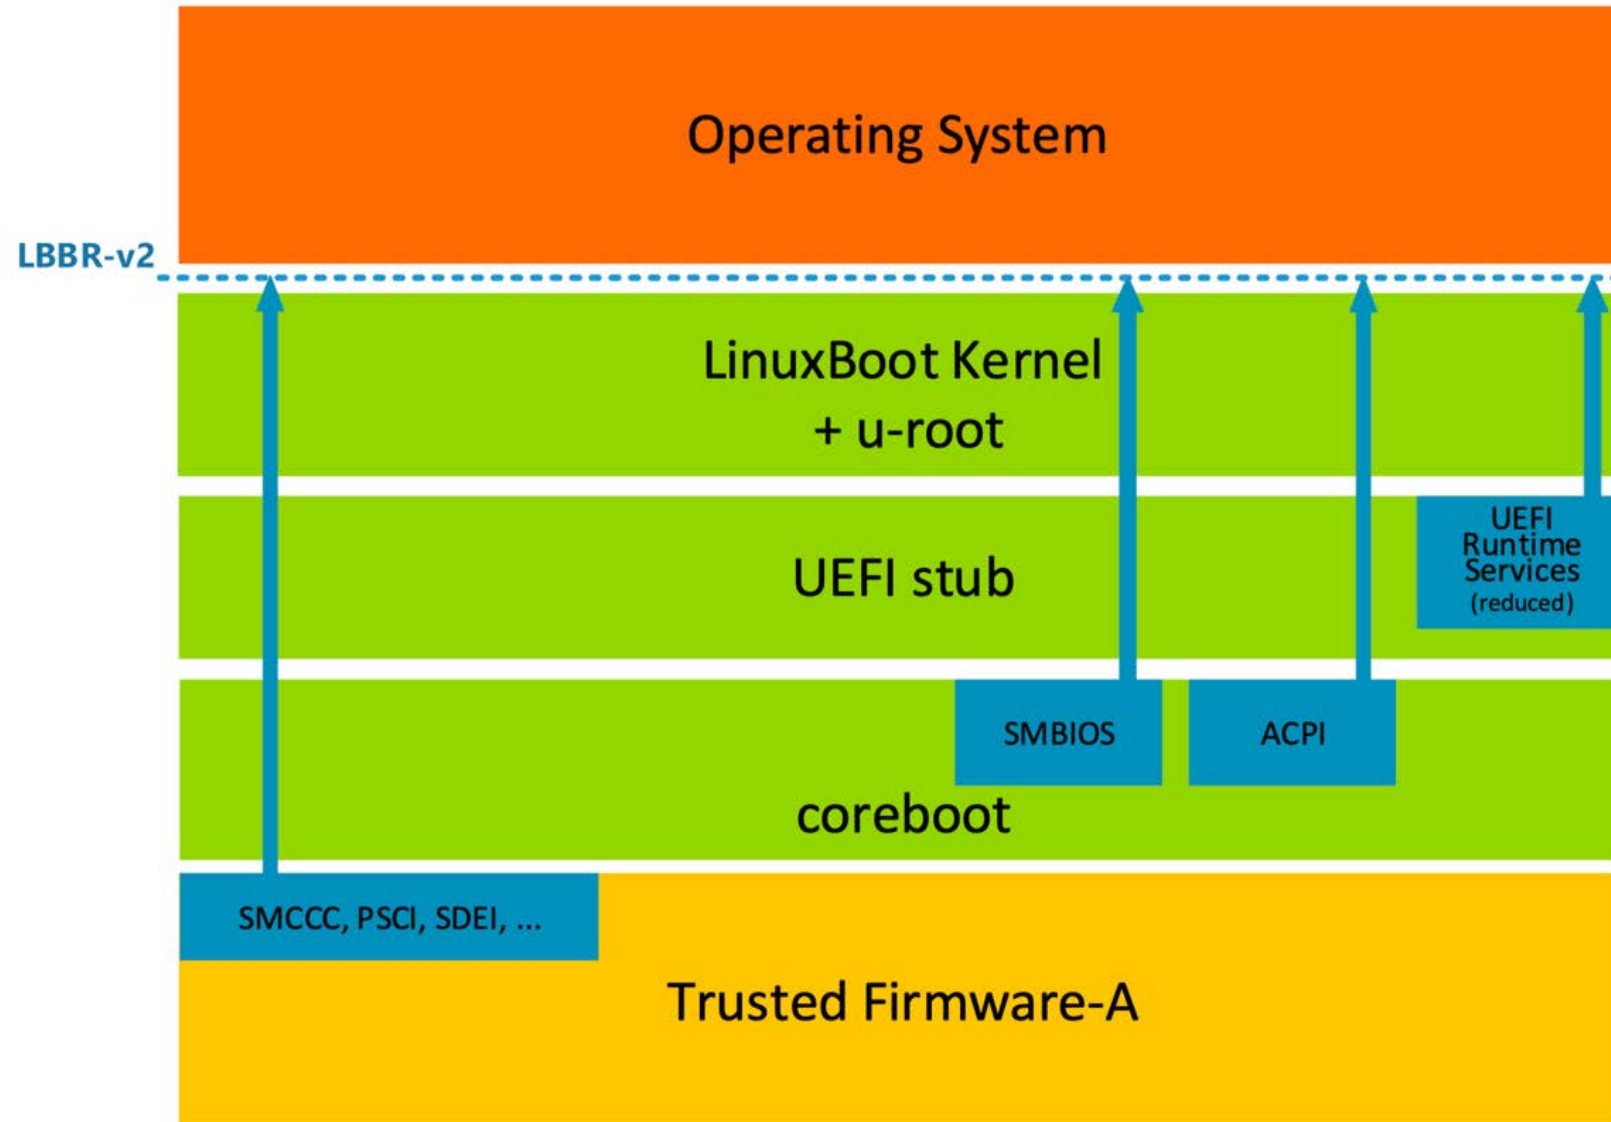 Operating System
LBBR-v2
LinuxBoot Kernel
+ u-root
UEFI
Runtime
Services
(reduced)
UEFI stub
SMBIOS
ACPI
coreboot
SMCCC, PSCI, SDEI, ...
Trusted Firmware-A